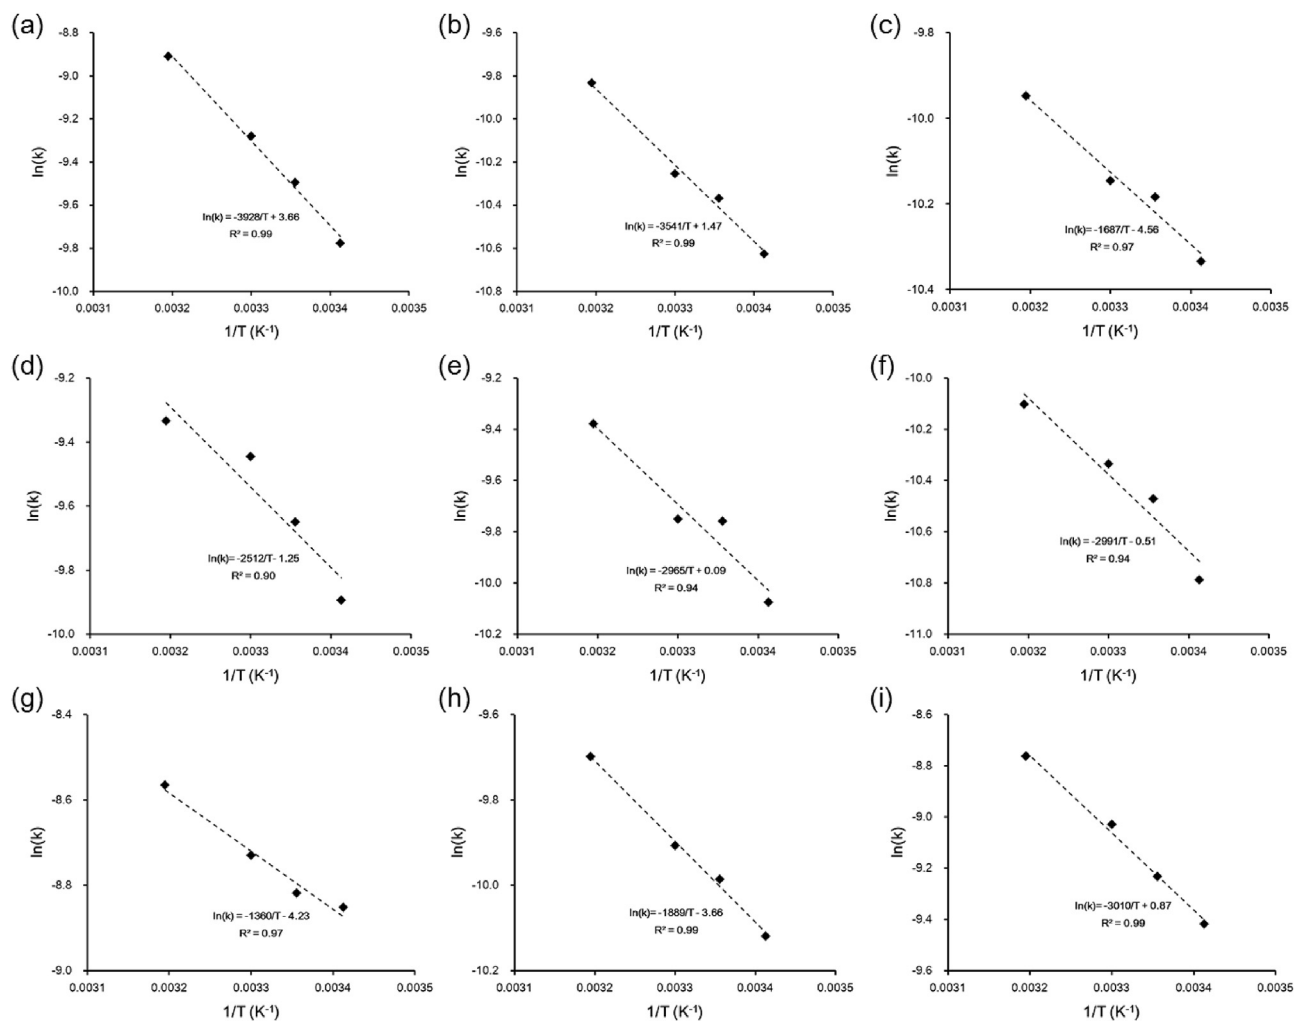 (a)
-8.8
-9.0
-9.2
-9.4
-9.6
-9.8
-10.0
ln(k)
ln(k) = -3928/T + 3.66
R² = 0.99
0.0031 0.0032 0.0033 0.0034 0.0035
1/T (K⁻¹)
(b)
-9.6
-9.8
-10.0
-10.2
-10.4
-10.6
-10.8
ln(k)
ln(k) = -3541/T + 1.47
R² = 0.99
0.0031 0.0032 0.0033 0.0034 0.0035
1/T (K⁻¹)
(c)
-9.8
-10.0
-10.2
-10.4
ln(k)
ln(k)= -1687/T - 4.56
R² = 0.97
0.0031 0.0032 0.0033 0.0034 0.0035
1/T (K⁻¹)
(d)
-9.2
-9.4
-9.6
-9.8
-10.0
ln(k)
ln(k)= -2512/T- 1.25
R² = 0.90
0.0031 0.0032 0.0033 0.0034 0.0035
1/T (K⁻¹)
(e)
-9.2
-9.4
-9.6
-9.8
-10.0
-10.2
ln(k)
ln(k) = -2965/T + 0.09
R² = 0.94
0.0031 0.0032 0.0033 0.0034 0.0035
1/T (K⁻¹)
(f)
-10.0
-10.2
-10.4
-10.6
-10.8
-11.0
ln(k)
ln(k) = -2991/T - 0.51
R² = 0.94
0.0031 0.0032 0.0033 0.0034 0.0035
1/T (K⁻¹)
(g)
-8.4
-8.6
-8.8
-9.0
ln(k)
ln(k) = -1360/T - 4.23
R² = 0.97
0.0031 0.0032 0.0033 0.0034 0.0035
1/T (K⁻¹)
(h)
-9.6
-9.8
-10.0
-10.2
ln(k)
ln(k) = -1889/T - 3.66
R² = 0.99
0.0031 0.0032 0.0033 0.0034 0.0035
1/T (K⁻¹)
(i)
-8.6
-8.8
-9.0
-9.2
-9.4
-9.6
ln(k)
ln(k) = -3010/T + 0.87
R² = 0.99
0.0031 0.0032 0.0033 0.0034 0.0035
1/T (K⁻¹)